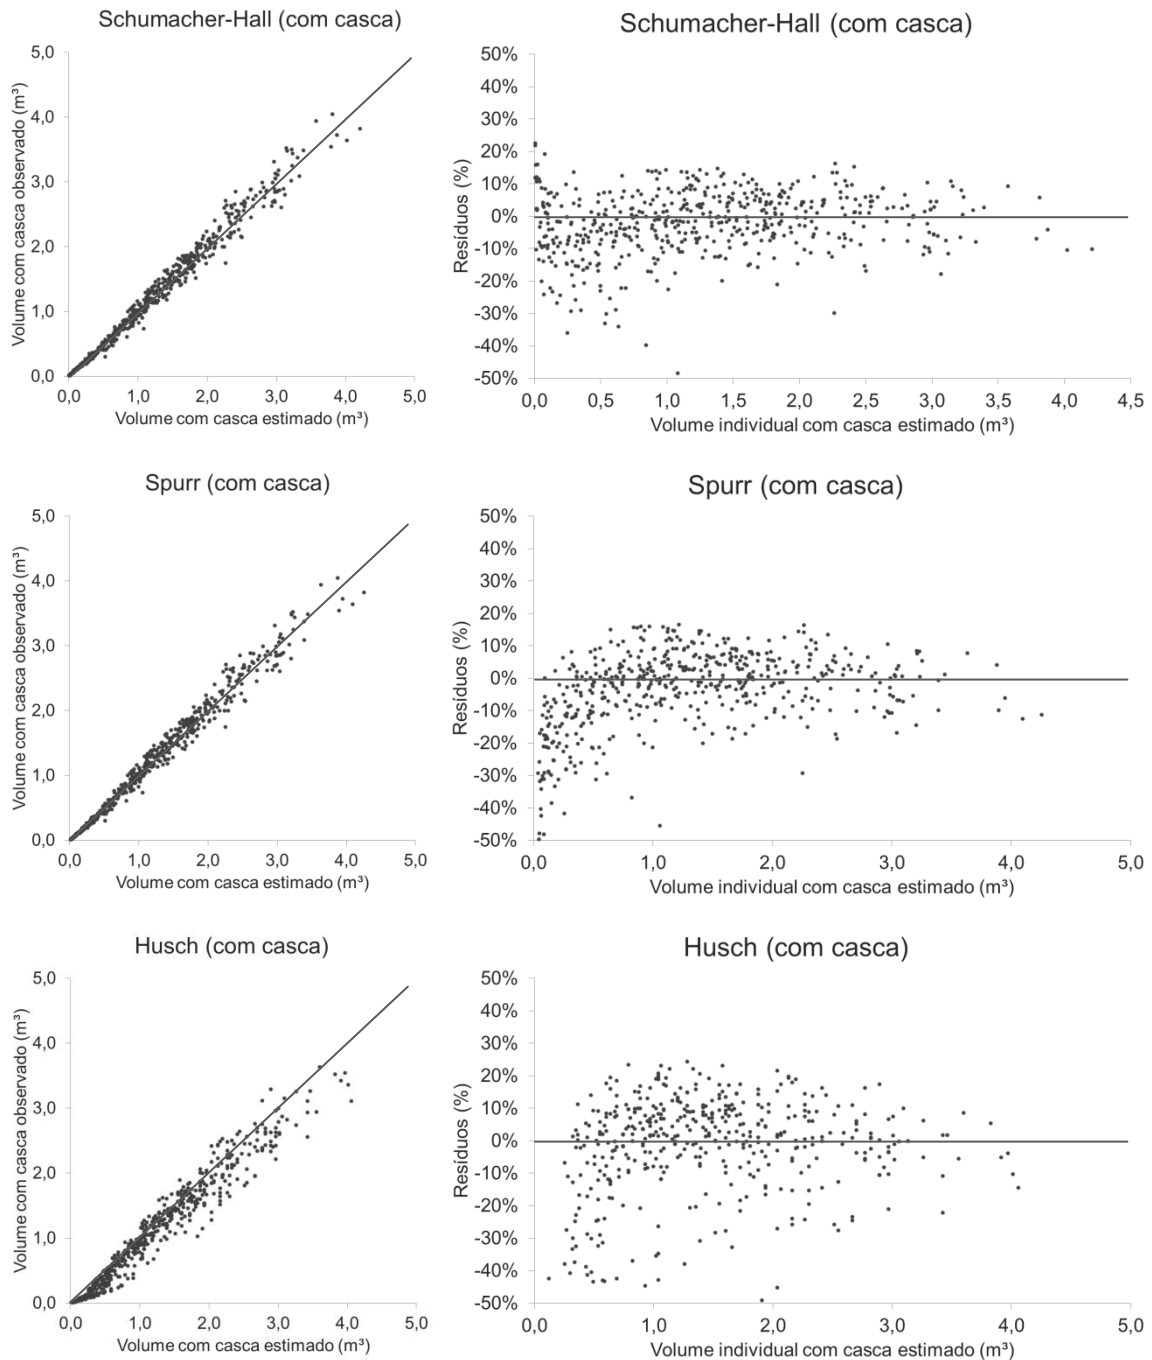 Schumacher-Hall (com casca)
Volume com casca observado (m³)
5,0
4,0
3,0
2,0
1,0
0,0
0,0 1,0 2,0 3,0 4,0 5,0
Volume com casca estimado (m³)
Schumacher-Hall (com casca)
Resíduos (%)
50%
40%
30%
20%
10%
0%
-10%
-20%
-30%
-40%
-50%
0,0 0,5 1,0 1,5 2,0 2,5 3,0 3,5 4,0 4,5
Volume individual com casca estimado (m³)
Spurr (com casca)
Volume com casca observado (m³)
5,0
4,0
3,0
2,0
1,0
0,0
0,0 1,0 2,0 3,0 4,0 5,0
Volume com casca estimado (m³)
Spurr (com casca)
Resíduos (%)
50%
40%
30%
20%
10%
0%
-10%
-20%
-30%
-40%
-50%
0,0 1,0 2,0 3,0 4,0 5,0
Volume individual com casca estimado (m³)
Husch (com casca)
Volume com casca observado (m³)
5,0
4,0
3,0
2,0
1,0
0,0
0,0 1,0 2,0 3,0 4,0 5,0
Volume com casca estimado (m³)
Husch (com casca)
Resíduos (%)
50%
40%
30%
20%
10%
0%
-10%
-20%
-30%
-40%
-50%
0,0 1,0 2,0 3,0 4,0 5,0
Volume individual com casca estimado (m³)